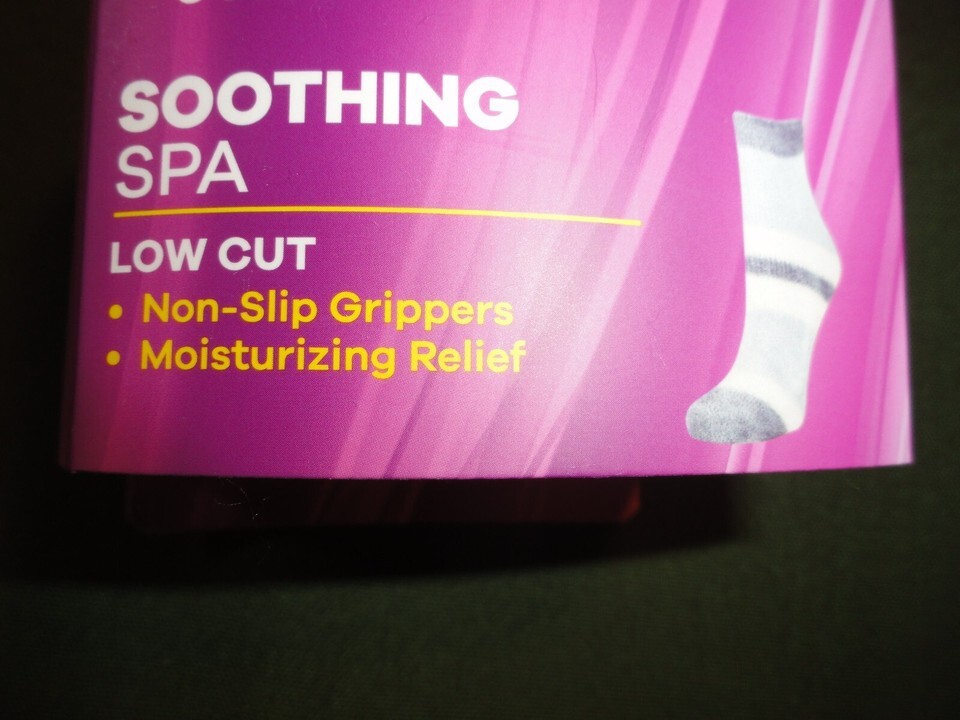 SOOTHING
SPA
LOW CUT
• Non-Slip Grippers
• Moisturizing Relief